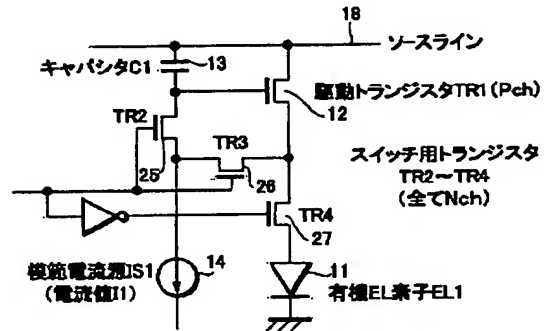 18
ソースライン
キャパシタC1
13
駆動トランジスタTR1(Pch)
12
TR2
TR3
25
26
スイッチ用トランジスタ
TR2~TR4
(全てNch)
TR4
27
模範電流源IS1
(電流値I1)
14
11
有機EL素子EL1